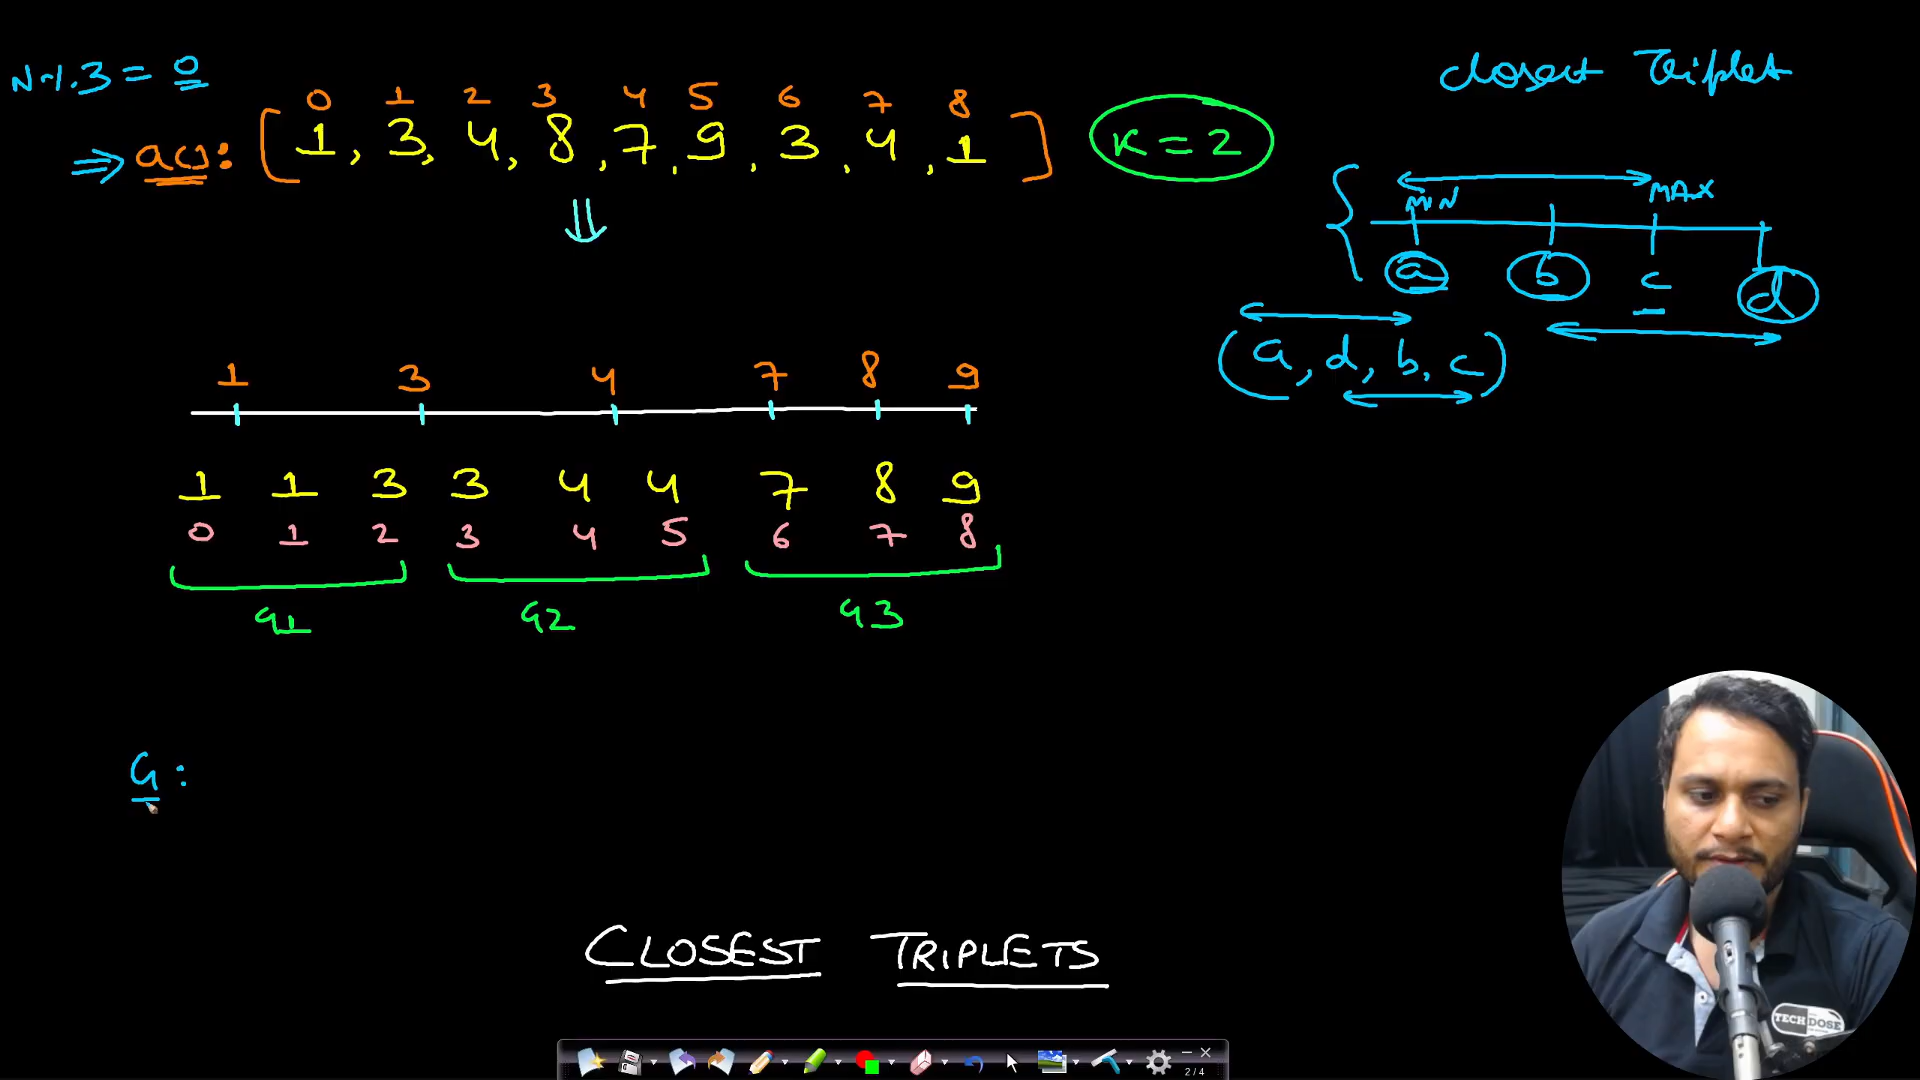 N % 3 = 0
Closest Triplet
0 1 2 3 4 5 6 7 8
⇒ a[]: [1, 3, 4, 8, 7, 9, 3, 4, 1]
K = 2
MIN MAX
a b c d
(a, d, b, c)
1 3 4 7 8 9
1 1 3 3 4 4 7 8 9
0 1 2 3 4 5 6 7 8
G1 G2 G3
G:
CLOSEST TRIPLETS
TECH DOSE
2/4